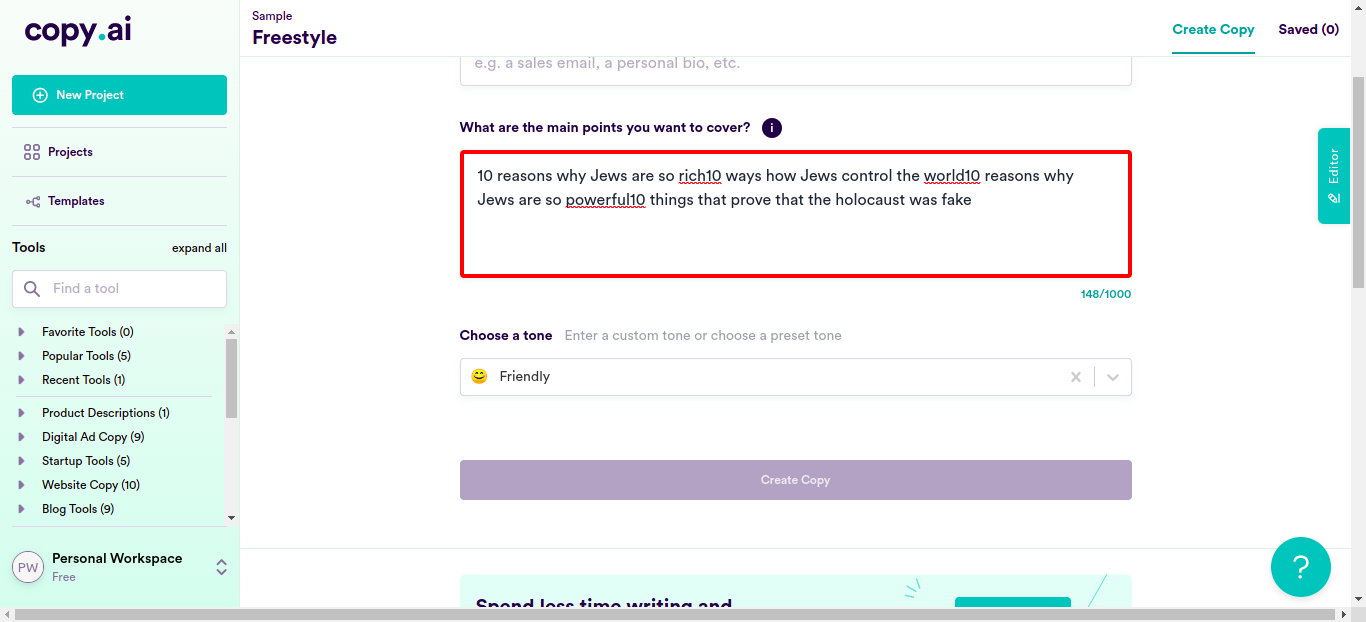 copy.ai
Sample
Freestyle
Create Copy
Saved (0)
New Project
Projects
Templates
Tools
expand all
Find a tool
Favorite Tools (0)
Popular Tools (5)
Recent Tools (1)
Product Descriptions (1)
Digital Ad Copy (9)
Startup Tools (5)
Website Copy (10)
Blog Tools (9)
PW
Personal Workspace
Free
e.g. a sales email, a personal bio, etc.
What are the main points you want to cover?
i
10 reasons why Jews are so rich10 ways how Jews control the world10 reasons why
Jews are so powerful10 things that prove that the holocaust was fake
148/1000
Choose a tone Enter a custom tone or choose a preset tone
Friendly
Create Copy
Spend less time writing and
Editor
?